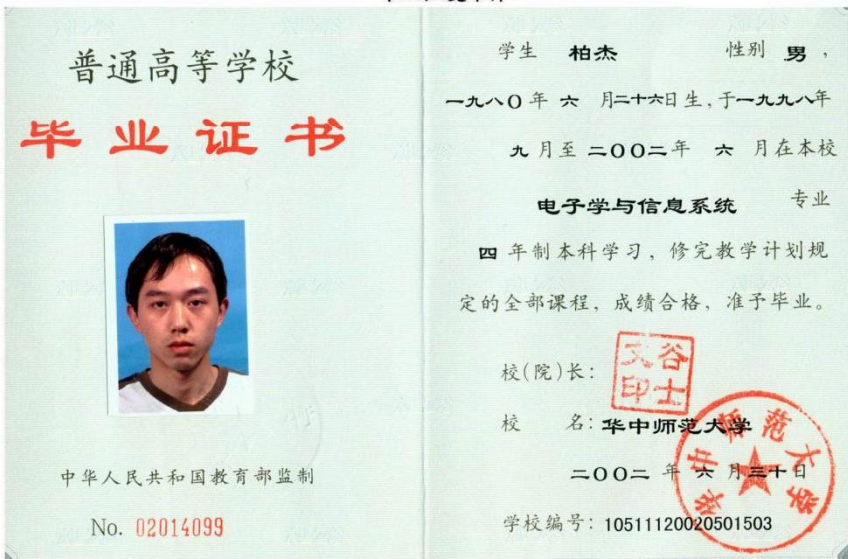 普通高等学校
毕业证书
中华人民共和国教育部监制
No. 02014099
学生 柏杰 性别 男，
一九八〇年 六 月二十六日生，于一九九八年
九 月至 二〇〇二年 六 月在本校
电子学与信息系统 专业
四 年制本科学习，修完教学计划规
定的全部课程，成绩合格，准予毕业。
校(院)长：
谷士文印
校 名：华中师范大学
华中师范大学
二〇〇二 年 六 月三十日
学校编号：10511120020501503